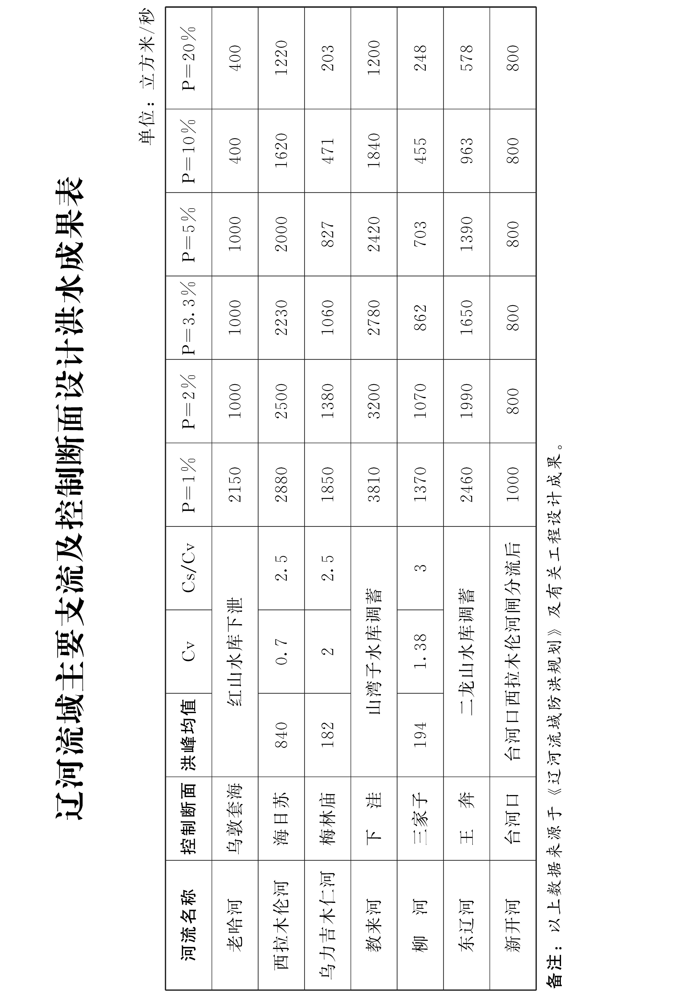 辽河流域主要支流及控制断面设计洪水成果表
单位：立方米/秒
河流名称 控制断面 洪峰均值 Cv Cs/Cv P=1% P=2% P=3.3% P=5% P=10% P=20%
老哈河 乌敦套海 红山水库下泄 2150 1000 1000 1000 400 400
西拉木伦河 海日苏 840 0.7 2.5 2880 2500 2230 2000 1620 1220
乌力吉木仁河 梅林庙 182 2 2.5 1850 1380 1060 827 471 203
教来河 下 洼 山湾子水库调蓄 3810 3200 2780 2420 1840 1200
柳 河 三家子 194 1.38 3 1370 1070 862 703 455 248
东辽河 王 奔 二龙山水库调蓄 2460 1990 1650 1390 963 578
新开河 台河口 台河口西拉木伦河闸分流后 1000 800 800 800 800 800
备注：以上数据来源于《辽河流域防洪规划》及有关工程设计成果。